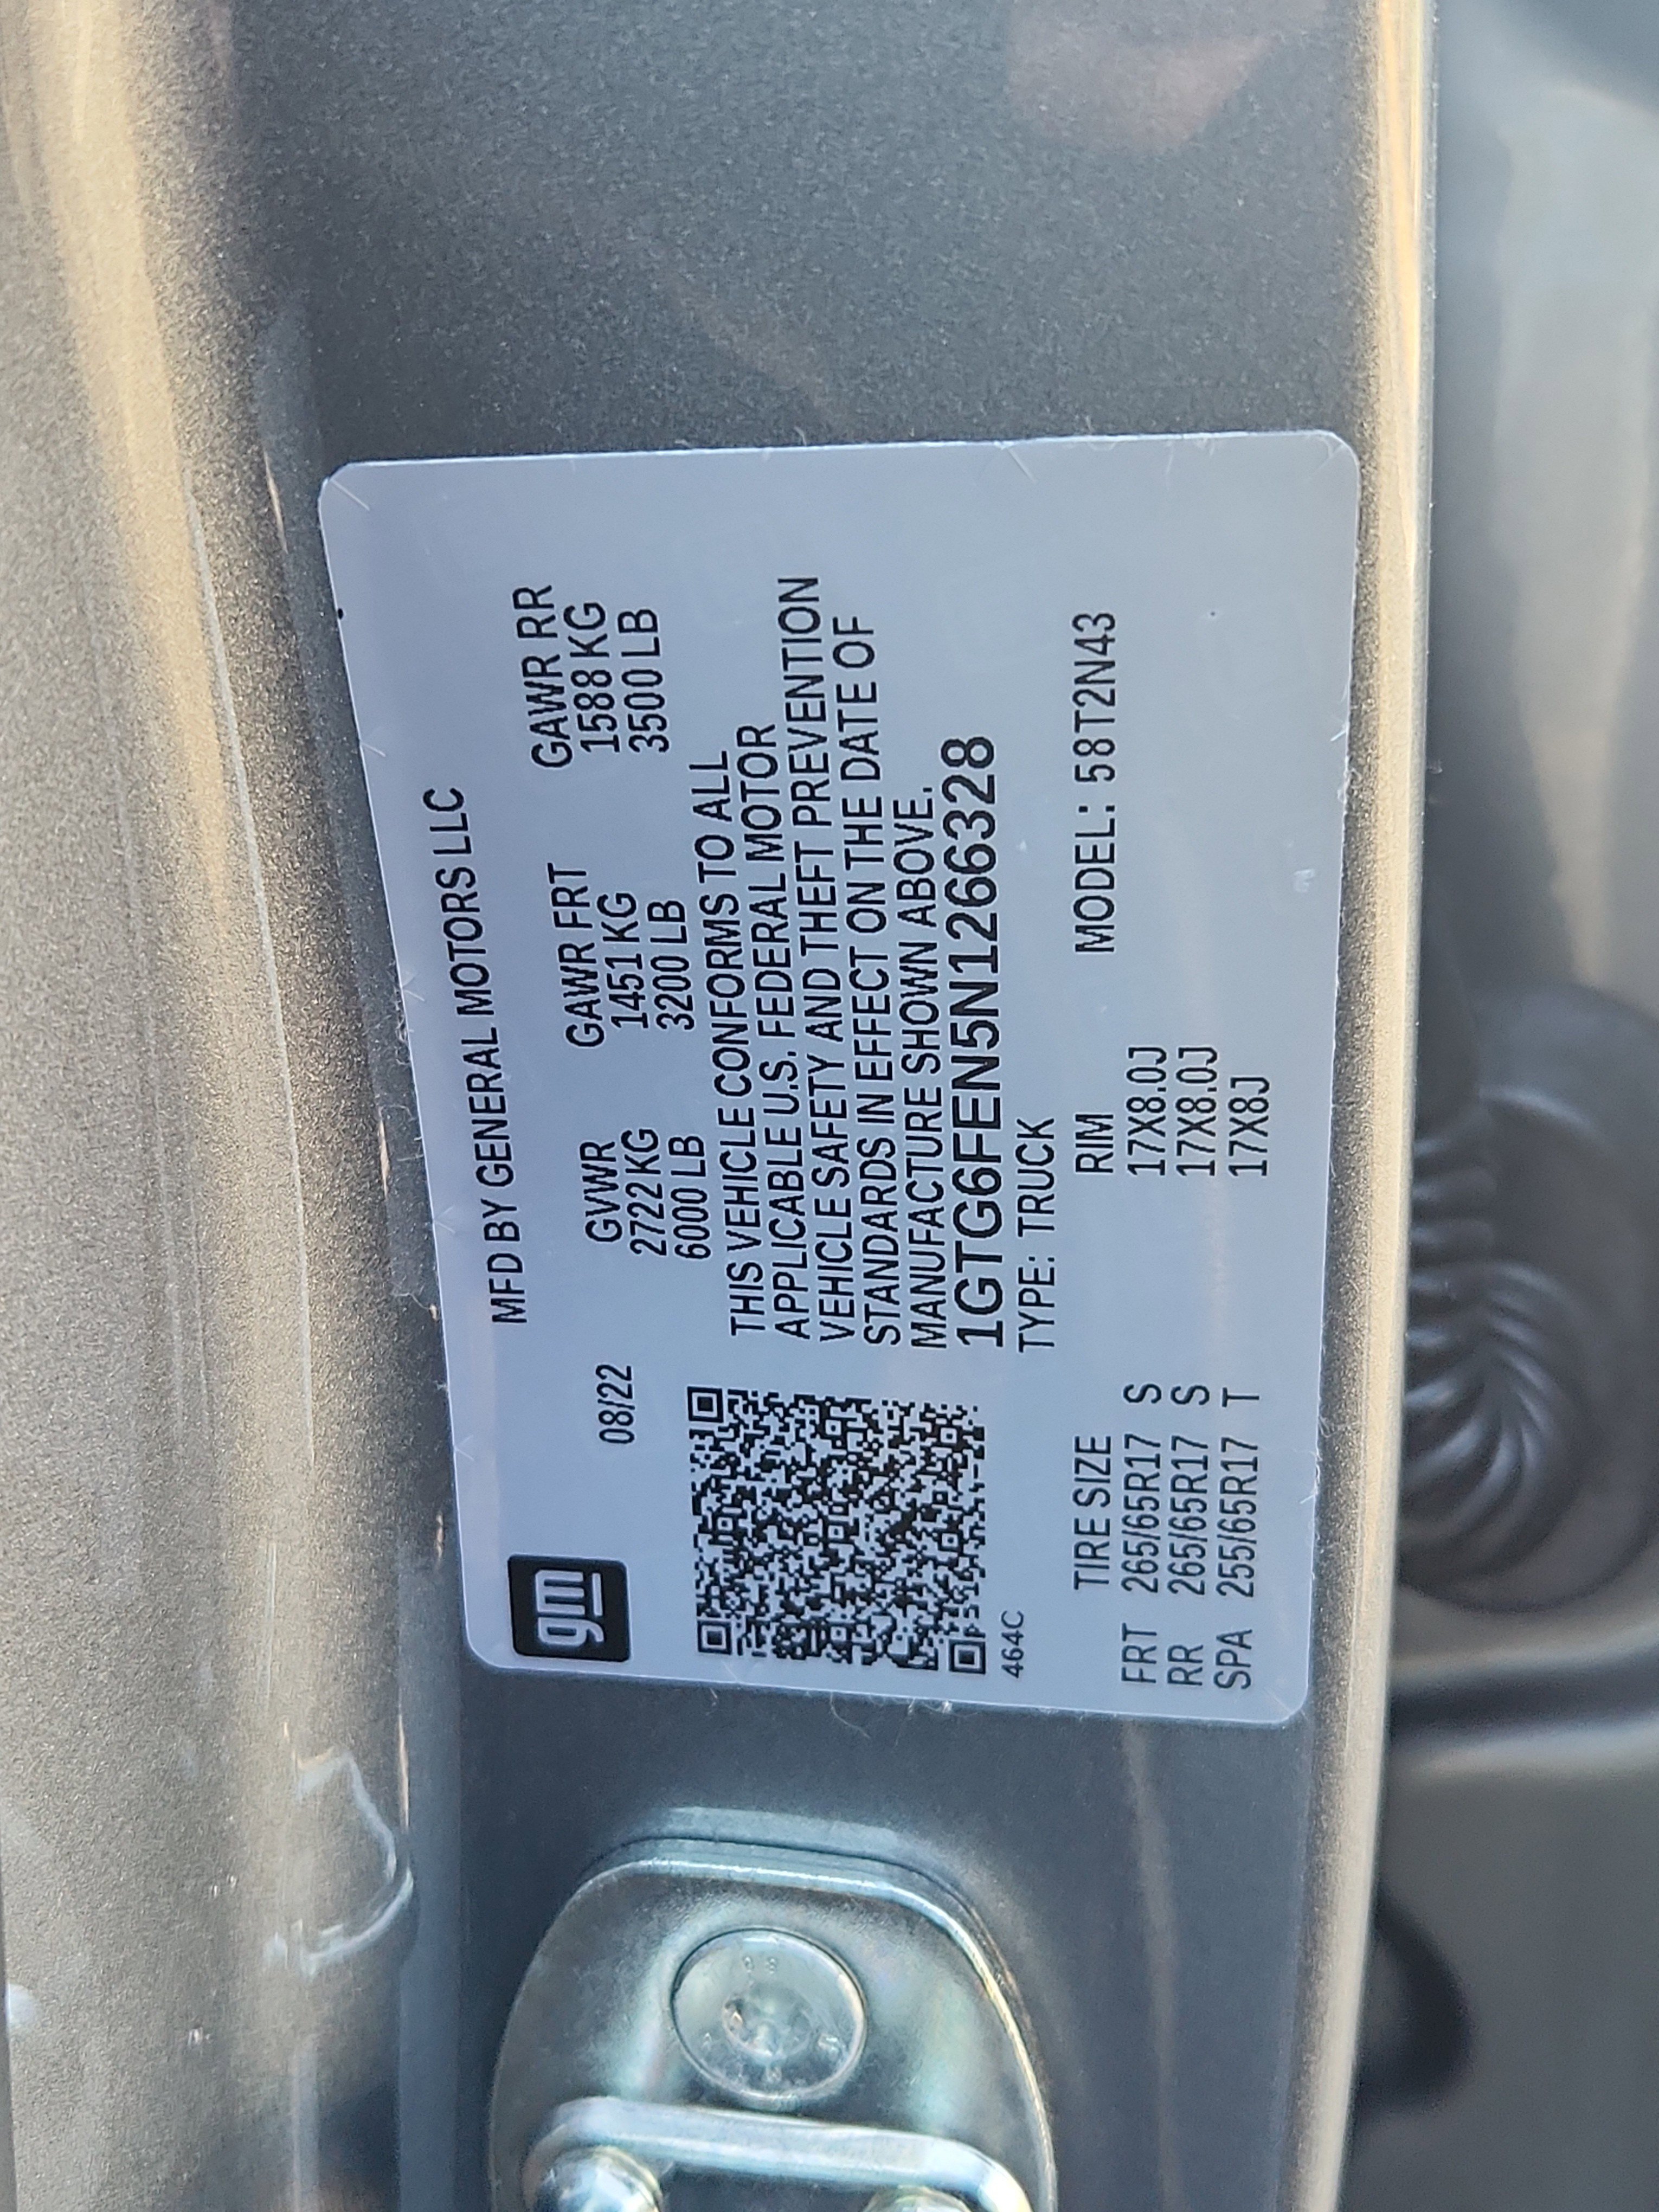 gm
MFD BY GENERAL MOTORS LLC
08/22
GVWR GAWR FRT GAWR RR
2722 KG 1451 KG 1588 KG
6000 LB 3200 LB 3500 LB
THIS VEHICLE CONFORMS TO ALL
APPLICABLE U.S. FEDERAL MOTOR
VEHICLE SAFETY AND THEFT PREVENTION
STANDARDS IN EFFECT ON THE DATE OF
MANUFACTURE SHOWN ABOVE.
1GTG6FEN5N1266328
464C TYPE: TRUCK
TIRE SIZE RIM MODEL: 58T2N43
FRT 265/65R17 S 17X8.0J
RR 265/65R17 S 17X8.0J
SPA 255/65R17 T 17X8J